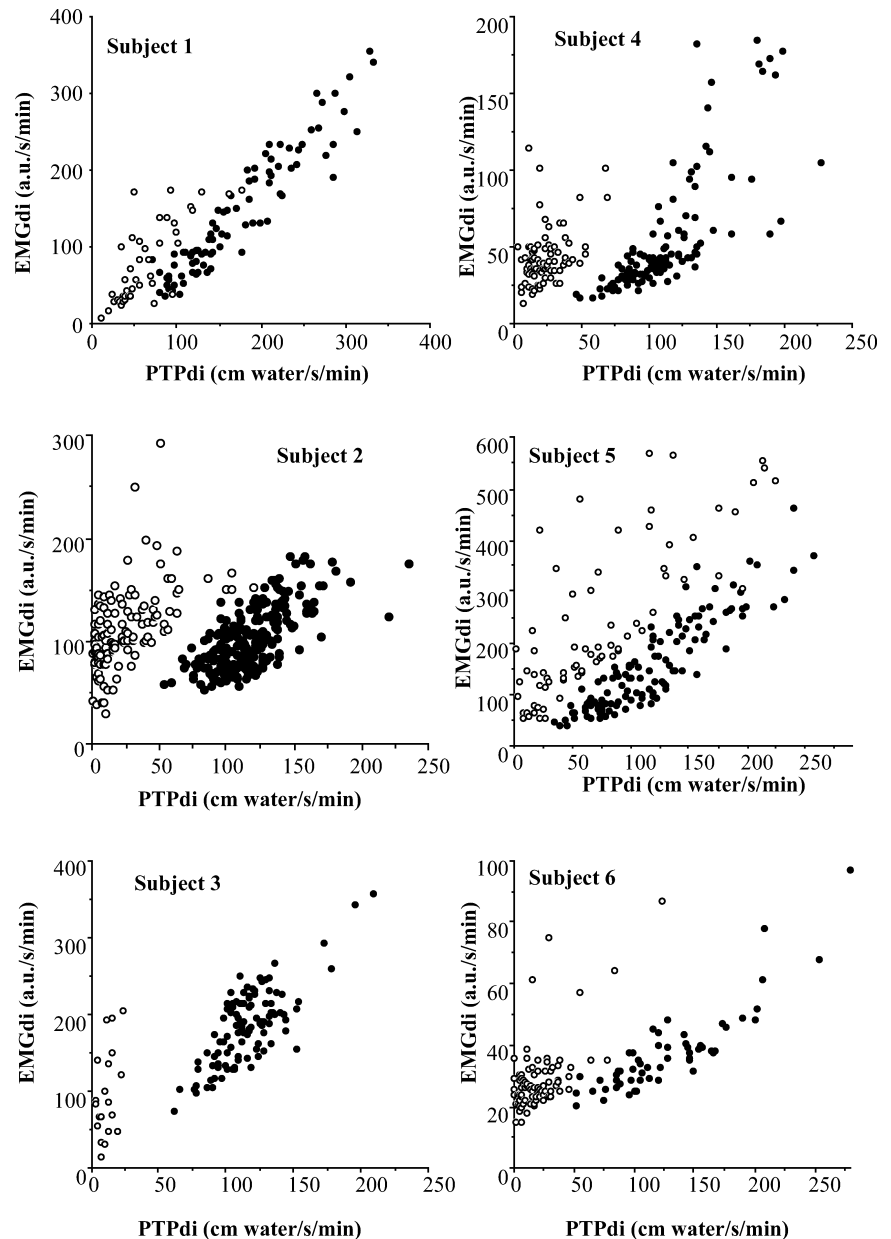 Subject 1
EMGdi (a.u./s/min)
400
300
200
100
0
0 100 200 300 400
PTPdi (cm water/s/min)
Subject 4
EMGdi (a.u./s/min)
200
150
100
50
0
0 50 100 150 200 250
PTPdi (cm water/s/min)
Subject 2
EMGdi (a.u./s/min)
300
200
100
0
0 50 100 150 200 250
PTPdi (cm water/s/min)
Subject 5
EMGdi (a.u./s/min)
600
500
400
300
200
100
0
0 50 100 150 200 250
PTPdi (cm water/s/min)
Subject 3
EMGdi (a.u./s/min)
400
300
200
100
0
0 50 100 150 200 250
PTPdi (cm water/s/min)
Subject 6
EMGdi (a.u./s/min)
100
80
60
40
20
0
0 50 100 150 200 250
PTPdi (cm water/s/min)